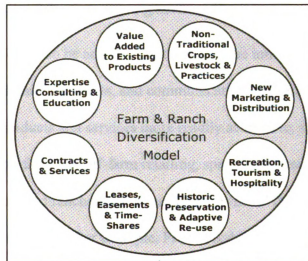 Value
Added
to Existing
Products
Non-
Traditional
Crops,
Livestock &
Practices
New
Marketing &
Distribution
Recreation,
Tourism &
Hospitality
Historic
Preservation
& Adaptive
Re-use
Leases,
Easements
& Time-
Shares
Contracts
& Services
Expertise
Consulting &
Education
Farm & Ranch
Diversification
Model